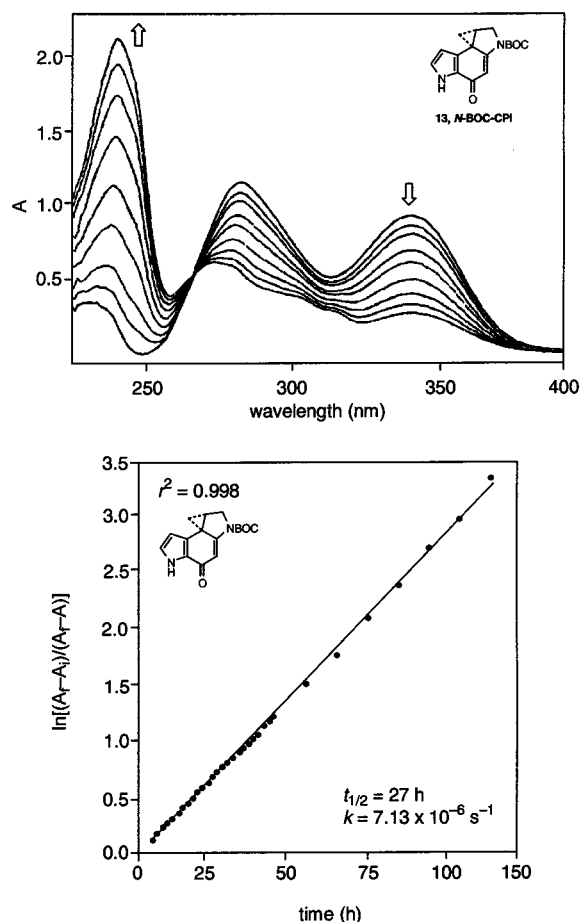 2.0
1.5
1.0
0.5
A
NBOC
N
H
O
13, N-BOC-CPI
250
300
350
400
wavelength (nm)
3.5
3.0
2.5
2.0
1.5
1.0
0.5
0.0
ln[(Af–Ai)/(Af–A)]
r² = 0.998
NBOC
N
H
O
t1/2 = 27 h
k = 7.13 x 10⁻⁶ s⁻¹
0
25
50
75
100
150
time (h)